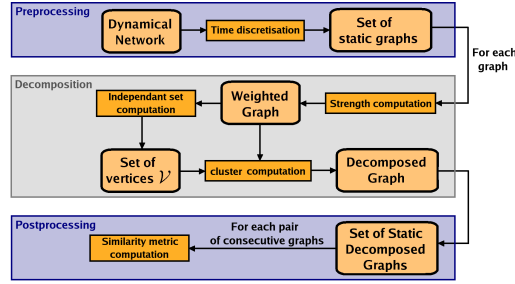 Preprocessing
Dynamical
Network
Time discretisation
Set of
static graphs
For each
graph
Decomposition
Independant set
computation
Weighted
Graph
Strength computation
Set of
vertices 𝒱
cluster computation
Decomposed
Graph
Postprocessing
Similarity metric
computation
For each pair
of consecutive graphs
Set of Static
Decomposed
Graphs